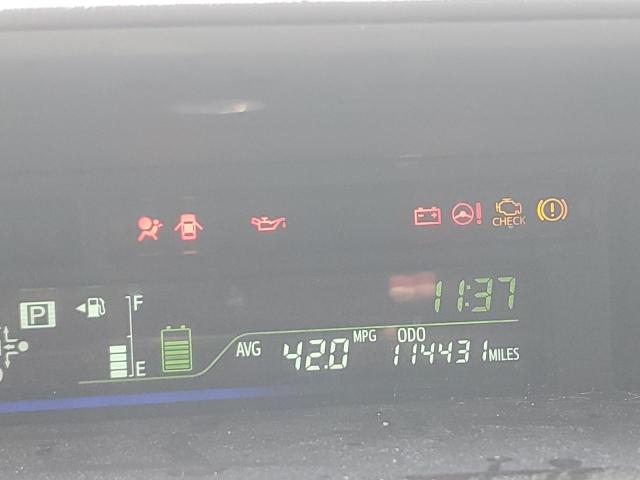 CHECK
11:37
P
F
E
AVG 42.0 MPG
ODO 114431 MILES